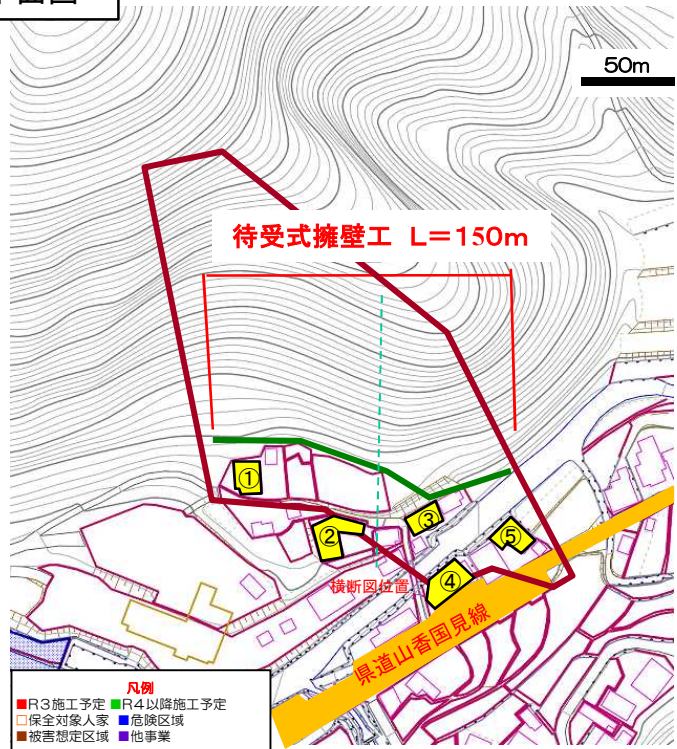 50m
待受式擁壁工 L=150m
①
②
③
⑤
④
横断図位置
県道山香国見線
凡例
■R3施工予定 ■R4以降施工予定
□保全対象人家 ■危険区域
■被害想定区域 ■他事業